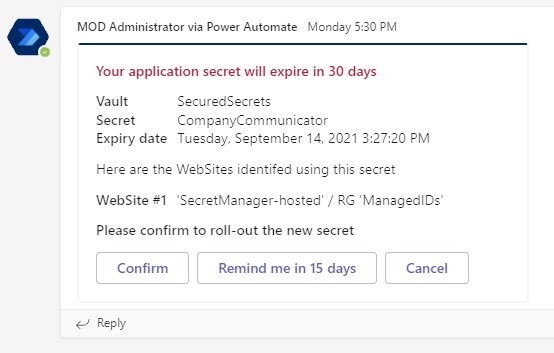 MOD Administrator via Power Automate Monday 5:30 PM
Your application secret will expire in 30 days
Vault SecuredSecrets
Secret CompanyCommunicator
Expiry date Tuesday, September 14, 2021 3:27:20 PM
Here are the WebSites identifed using this secret
WebSite #1 'SecretManager-hosted' / RG 'ManagedIDs'
Please confirm to roll-out the new secret
Confirm Remind me in 15 days Cancel
Reply